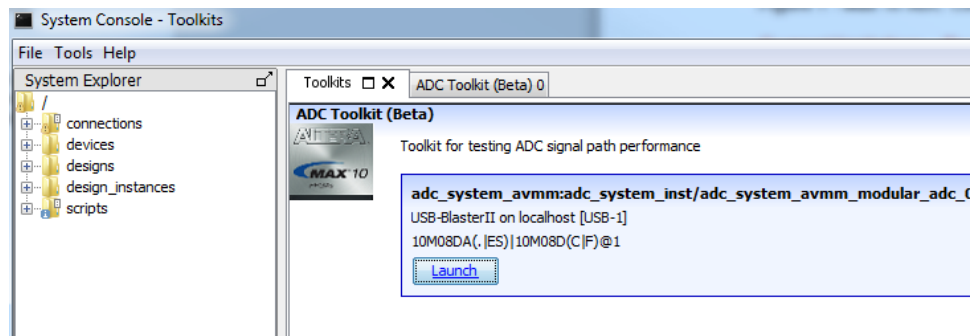 System Console - Toolkits
File Tools Help
System Explorer
/
connections
devices
designs
design_instances
scripts
Toolkits
ADC Toolkit (Beta) 0
ADC Toolkit (Beta)
ALTERA
MAX 10
Toolkit for testing ADC signal path performance
adc_system_avmm:adc_system_inst/adc_system_avmm_modular_adc_0
USB-BlasterII on localhost [USB-1]
10M08DA(.|ES)|10M08D(C|F)@1
Launch